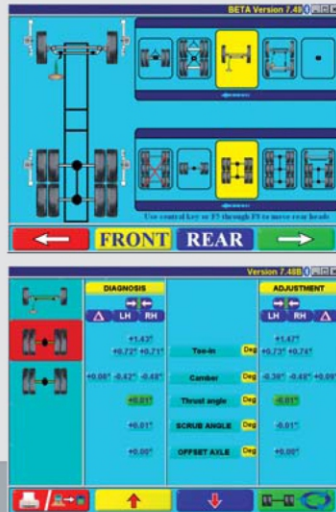 BETA Version 7.48
Use central key or F5 through F8 to move rear heads
FRONT REAR
Version 7.48B
DIAGNOSIS ADJUSTMENT
LH RH LH RH
+1.43° +1.47°
+0.72° +0.71° Toe-in Deg +0.73° +0.74°
+0.06° -0.42° -0.48° Camber Deg -0.38° -0.48° +0.09°
+0.01° Thrust angle Deg -0.01°
+0.01° SCRUB ANGLE Deg -0.01°
+0.00° OFFSET AXLE Deg +0.00°